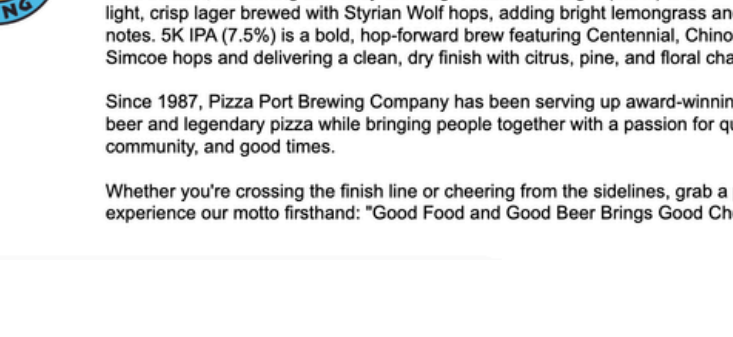 NG
light, crisp lager brewed with Styrian Wolf hops, adding bright lemongrass an
notes. 5K IPA (7.5%) is a bold, hop-forward brew featuring Centennial, Chino
Simcoe hops and delivering a clean, dry finish with citrus, pine, and floral cha
Since 1987, Pizza Port Brewing Company has been serving up award-winnin
beer and legendary pizza while bringing people together with a passion for qu
community, and good times.
Whether you're crossing the finish line or cheering from the sidelines, grab a
experience our motto firsthand: "Good Food and Good Beer Brings Good Ch